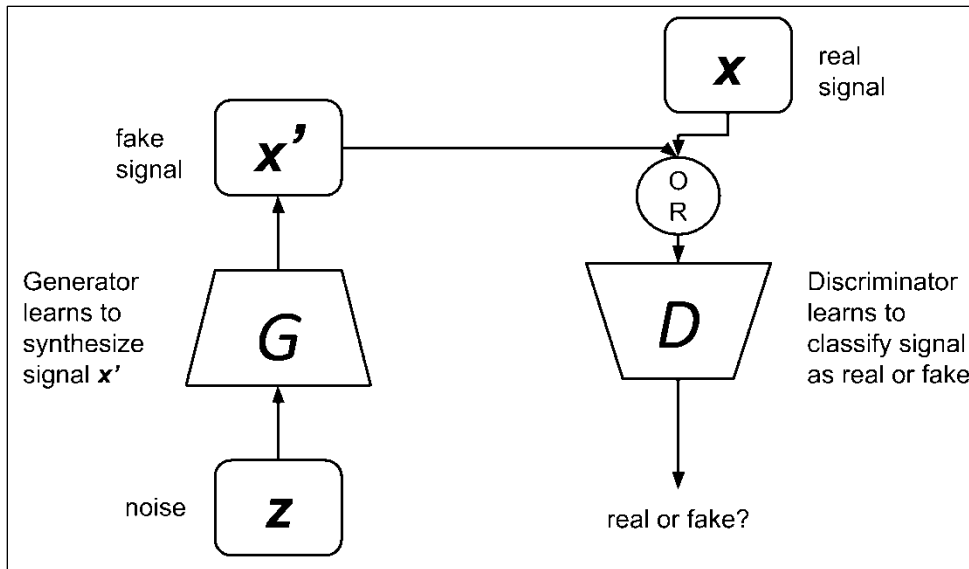 x
real
signal
fake
signal
x’
O
R
Generator
learns to
synthesize
signal x’
G
D
Discriminator
learns to
classify signal
as real or fake
noise
z
real or fake?